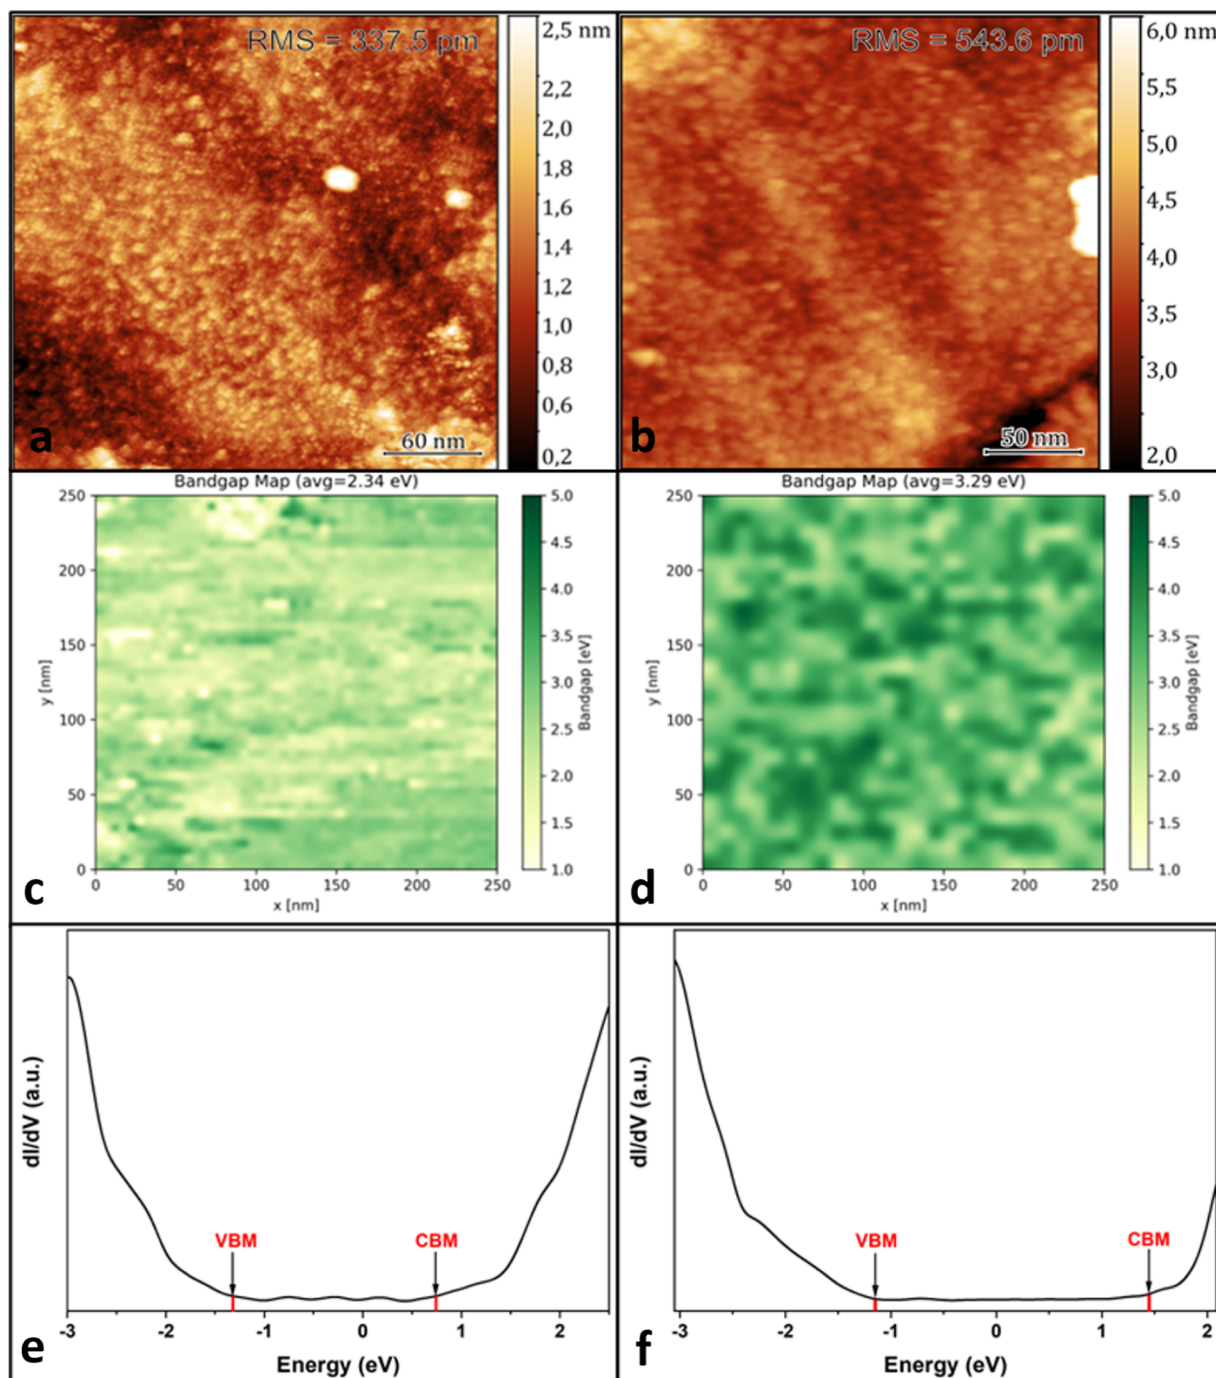 RMS = 337.5 pm
2,5 nm
2,2
2,0
1,8
1,6
1,4
1,2
1,0
0,8
0,6
0,2
60 nm
a
RMS = 543.6 pm
6,0 nm
5,5
5,0
4,5
4,0
3,5
3,0
2,0
50 nm
b
Bandgap Map (avg=2.34 eV)
250
200
150
100
50
0
y [nm]
0 50 100 150 200 250
x [nm]
5.0
4.5
4.0
3.5
3.0
2.5
2.0
1.5
1.0
Bandgap [eV]
c
Bandgap Map (avg=3.29 eV)
250
200
150
100
50
0
y [nm]
0 50 100 150 200 250
x [nm]
5.0
4.5
4.0
3.5
3.0
2.5
2.0
1.5
1.0
Bandgap [eV]
d
dI/dV (a.u.)
VBM
CBM
-3 -2 -1 0 1 2
Energy (eV)
e
dI/dV (a.u.)
VBM
CBM
-3 -2 -1 0 1 2
Energy (eV)
f